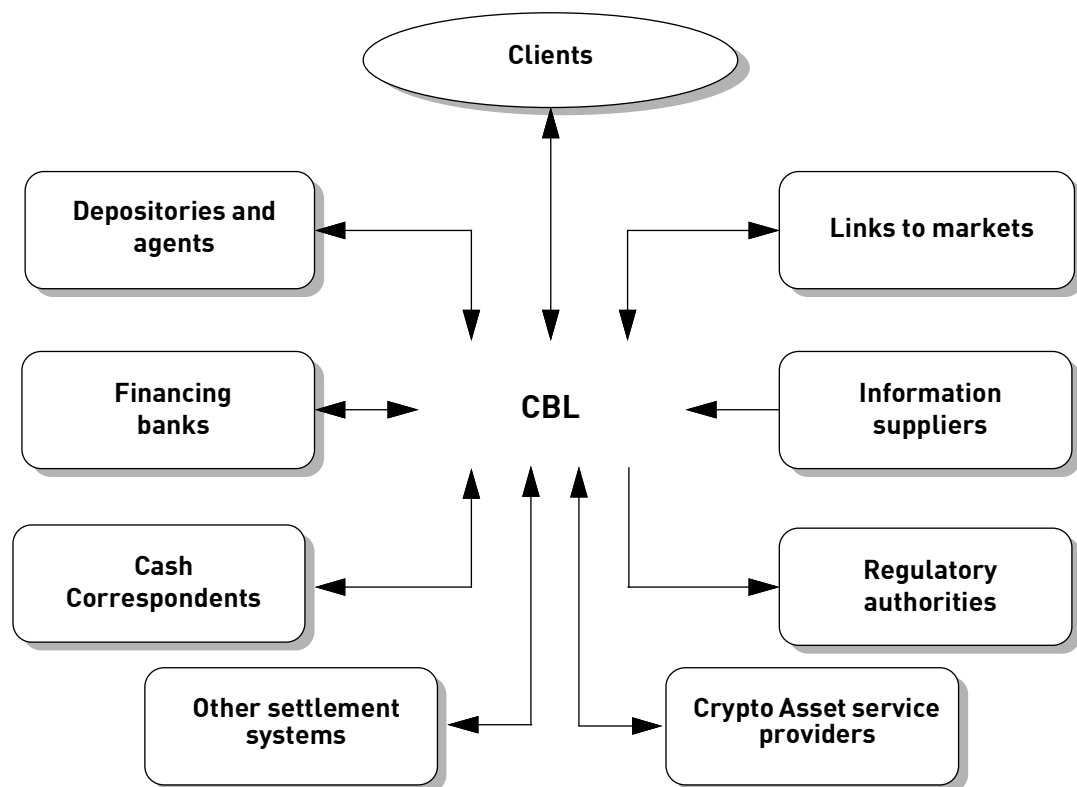 Clients
Depositories and
agents
Links to markets
Financing
banks
CBL
Information
suppliers
Cash
Correspondents
Regulatory
authorities
Other settlement
systems
Crypto Asset service
providers